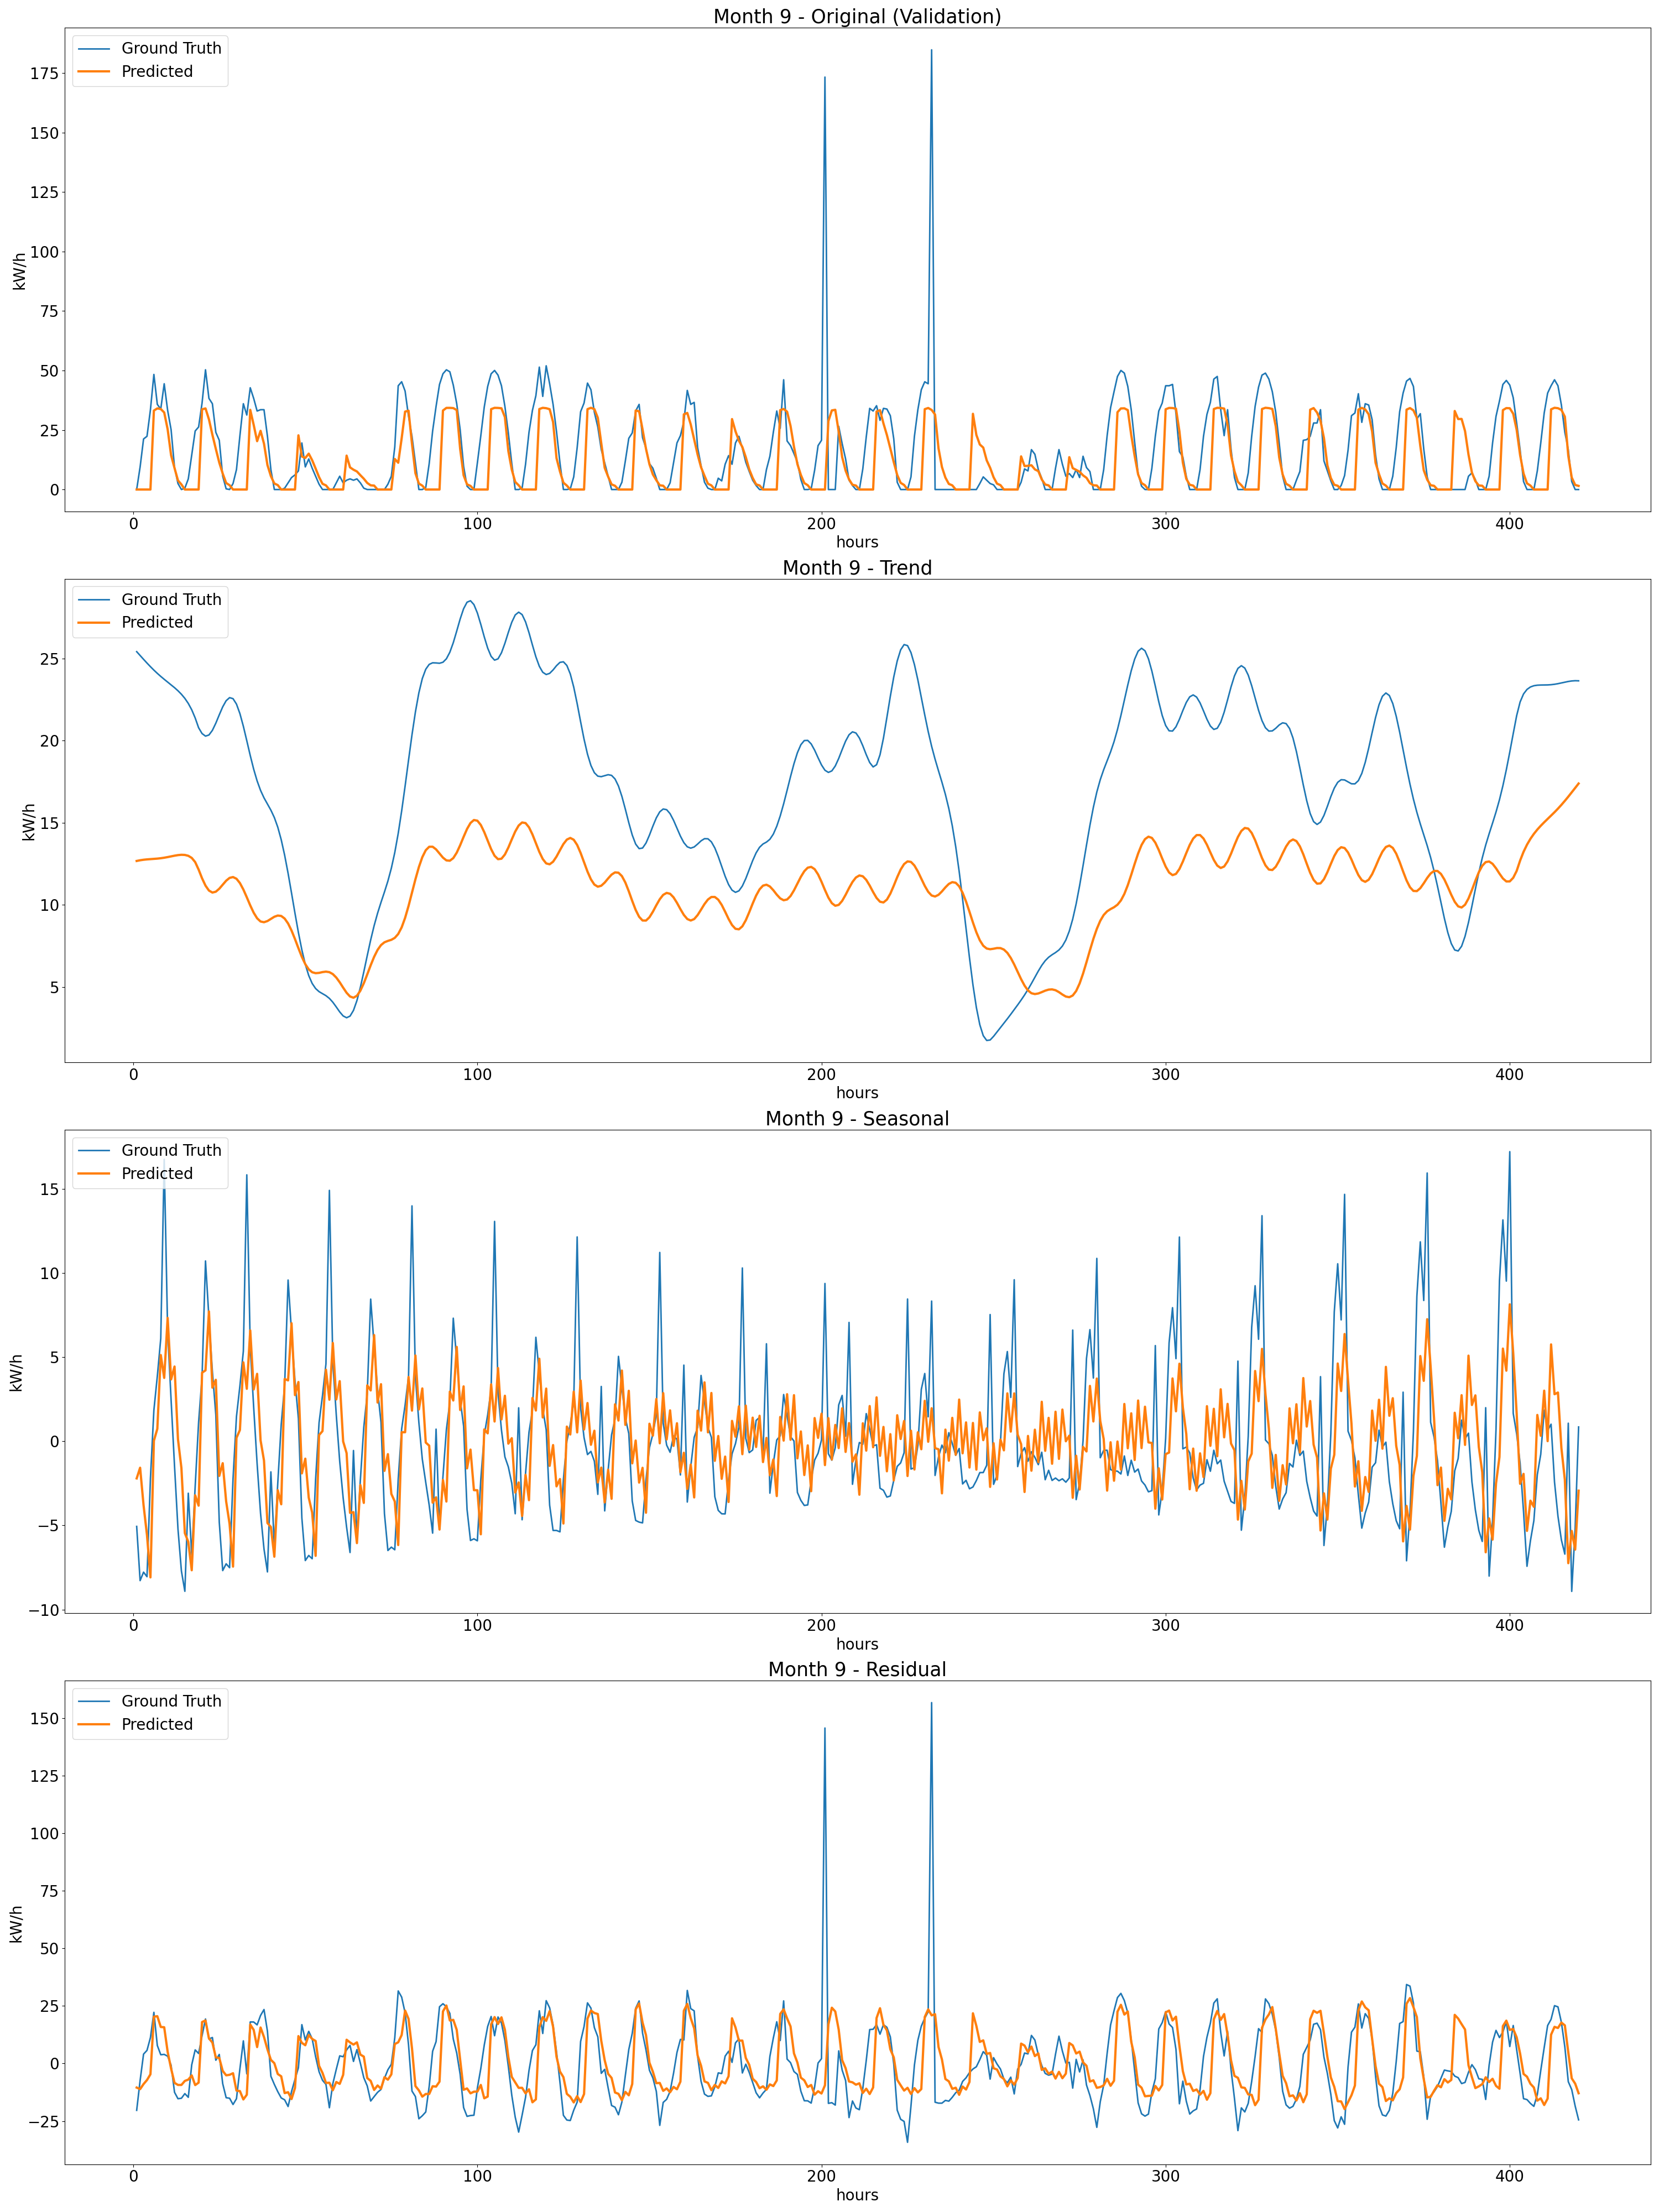 Month 9 - Original (Validation)
Ground Truth
Predicted
175
150
125
100
75
50
25
0
kW/h
0 100 200 300 400
hours
Month 9 - Trend
Ground Truth
Predicted
25
20
15
10
5
kW/h
0 100 200 300 400
hours
Month 9 - Seasonal
Ground Truth
Predicted
15
10
5
0
−5
−10
kW/h
0 100 200 300 400
hours
Month 9 - Residual
Ground Truth
Predicted
150
125
100
75
50
25
0
−25
kW/h
0 100 200 300 400
hours